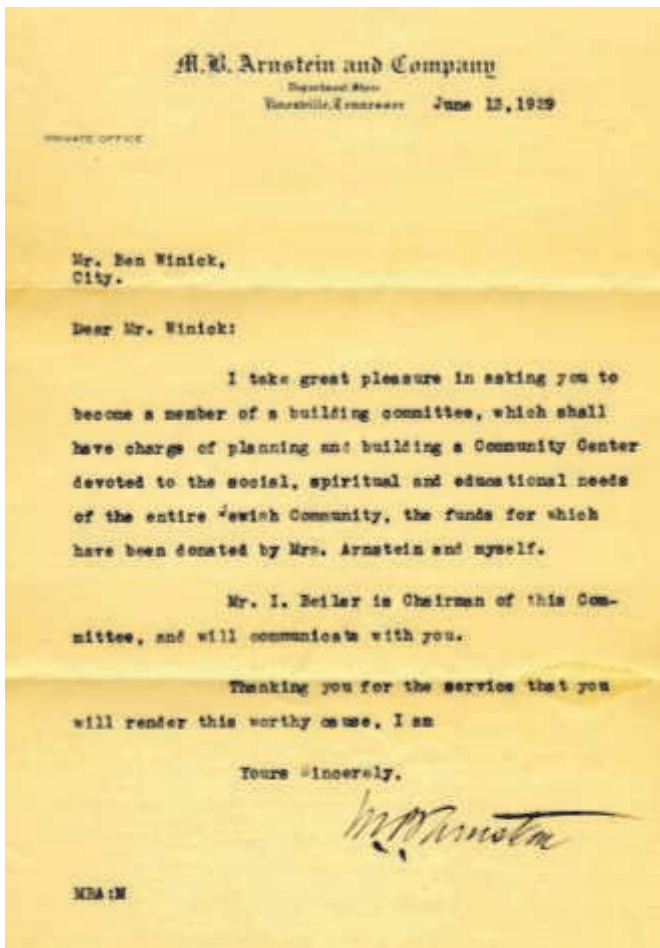 M. B. Arnstein and Company
Department Store
Knoxville, Tennessee June 13, 1929
PRIVATE OFFICE
Mr. Ben Winick,
City.
Dear Mr. Winick:
I take great pleasure in asking you to
become a member of a building committee, which shall
have charge of planning and building a Community Center
devoted to the social, spiritual and educational needs
of the entire Jewish Community, the funds for which
have been donated by Mrs. Arnstein and myself.
Mr. I. Beiler is Chairman of this Com-
mittee, and will communicate with you.
Thanking you for the service that you
will render this worthy cause, I am
Yours Sincerely,
M B Arnstein
MBA:M